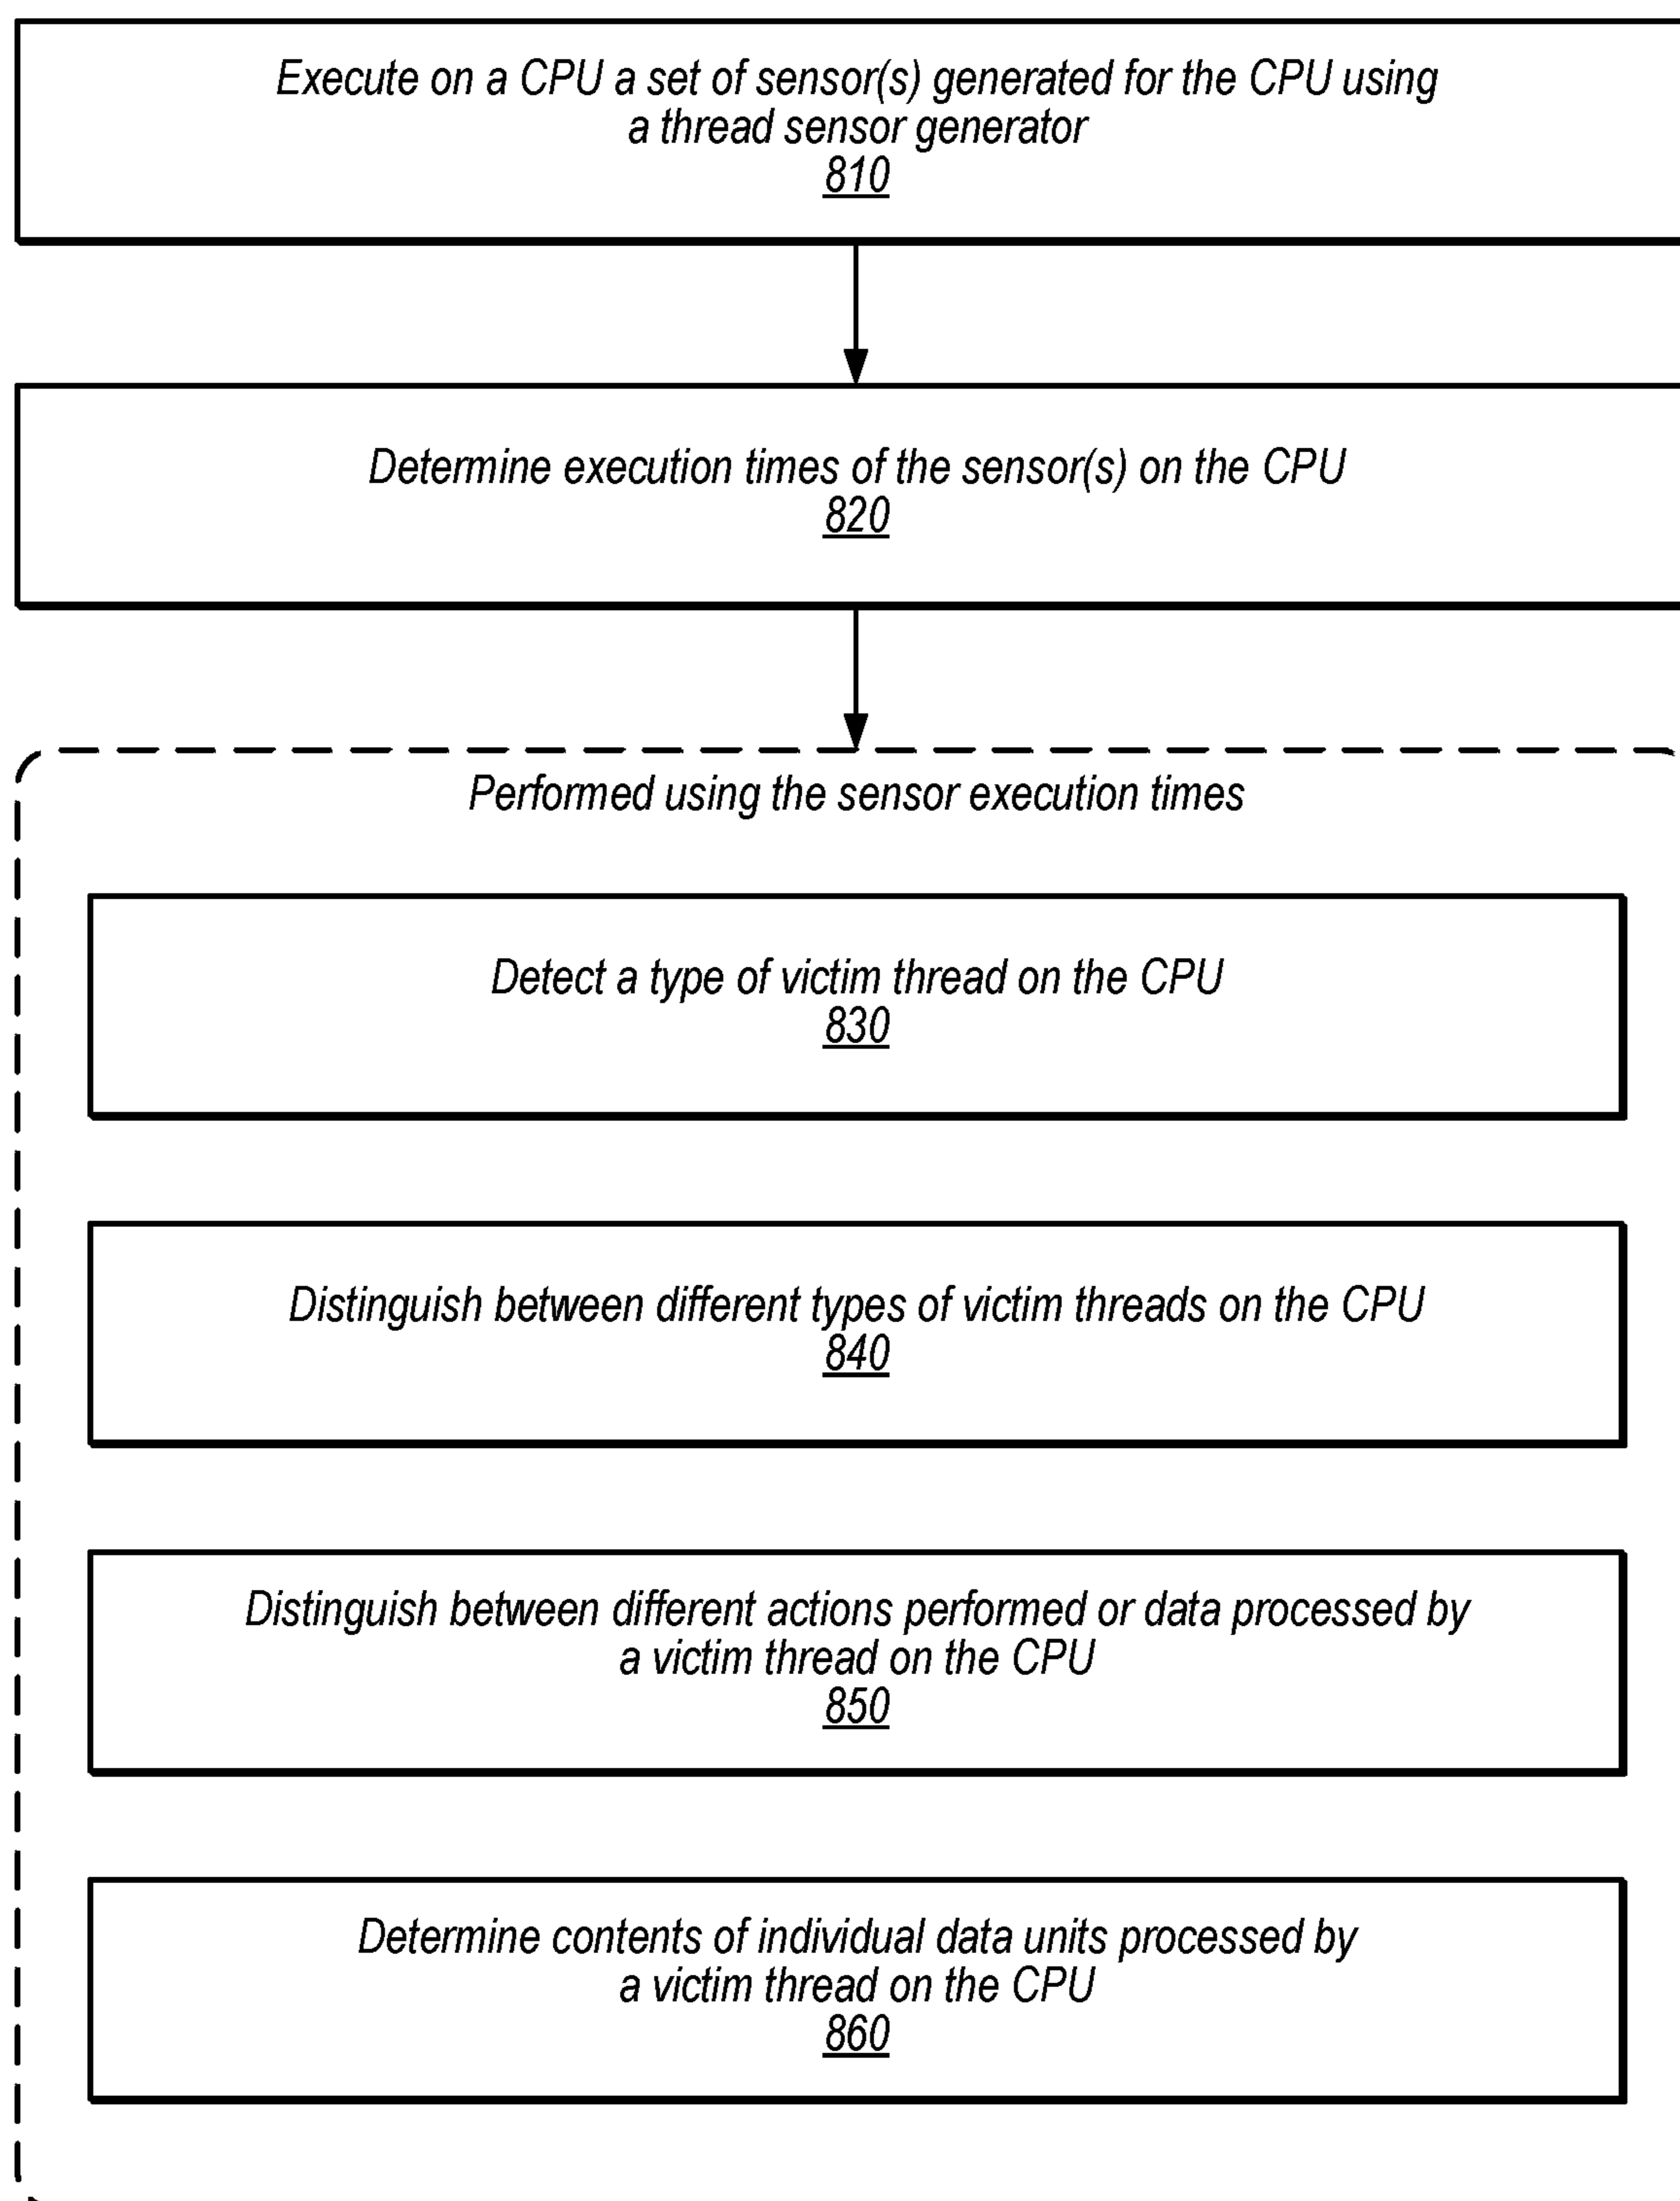 Execute on a CPU a set of sensor(s) generated for the CPU using
a thread sensor generator
810
Determine execution times of the sensor(s) on the CPU
820
Performed using the sensor execution times
Detect a type of victim thread on the CPU
830
Distinguish between different types of victim threads on the CPU
840
Distinguish between different actions performed or data processed by
a victim thread on the CPU
850
Determine contents of individual data units processed by
a victim thread on the CPU
860